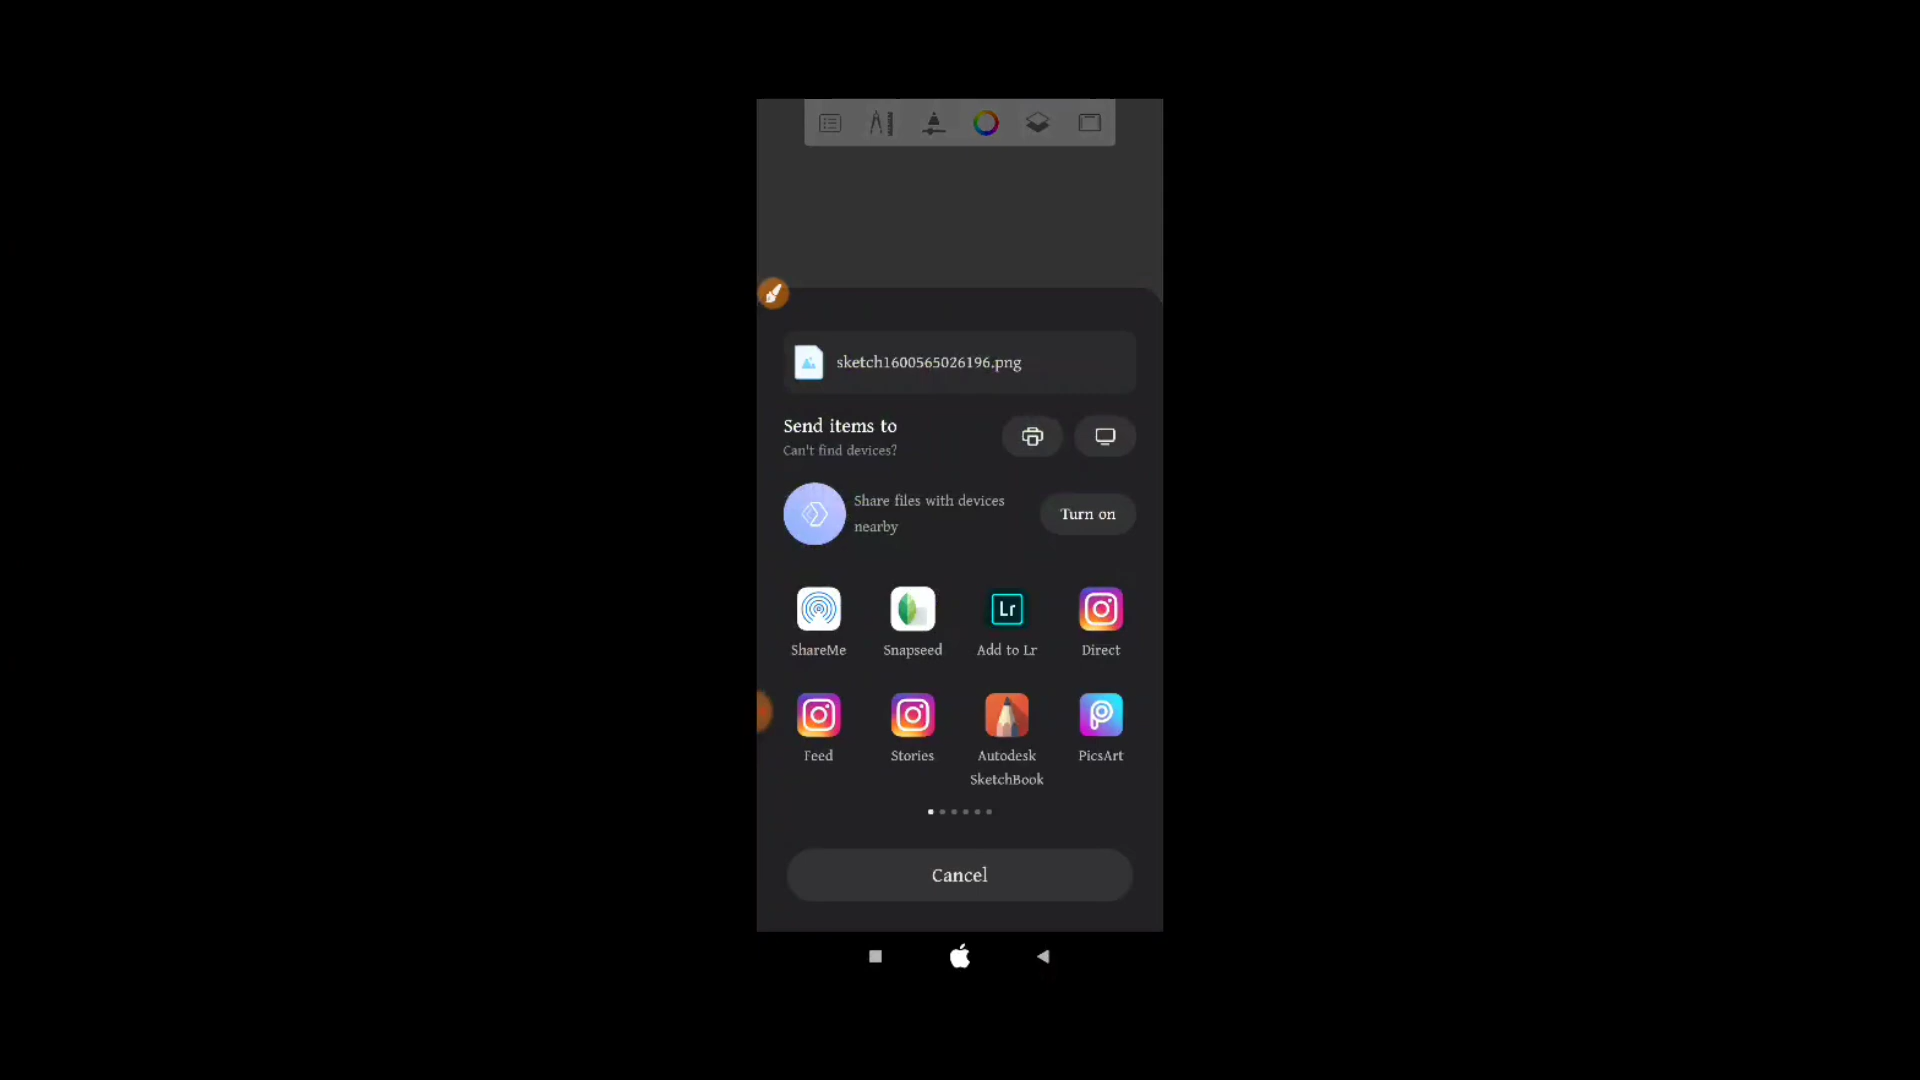 sketch1600565026196.png
Send items to
Can't find devices?
Share files with devices
nearby
Turn on
ShareMe
Snapseed
Lr
Add to Lr
Direct
Feed
Stories
Autodesk
SketchBook
PicsArt
Cancel